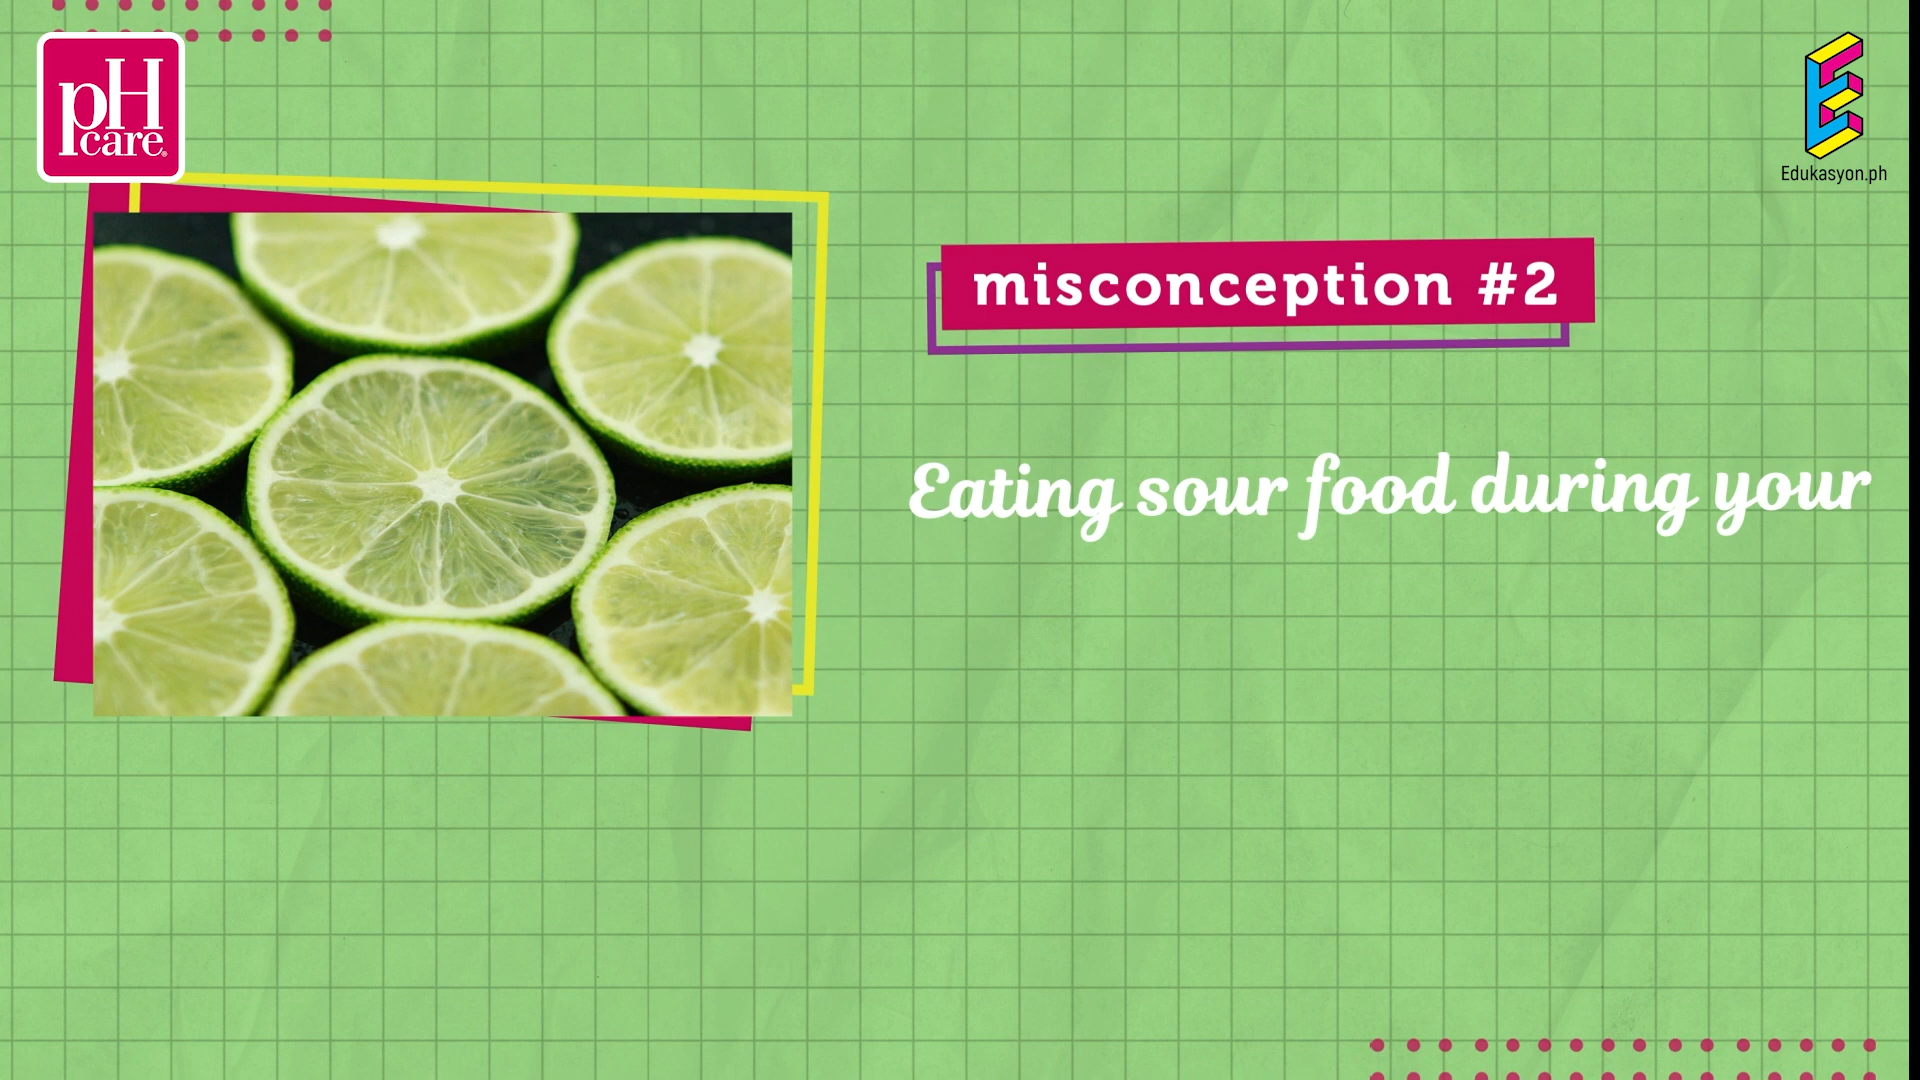 pH
care
Edukasyon.ph
misconception #2
Eating sour food during your